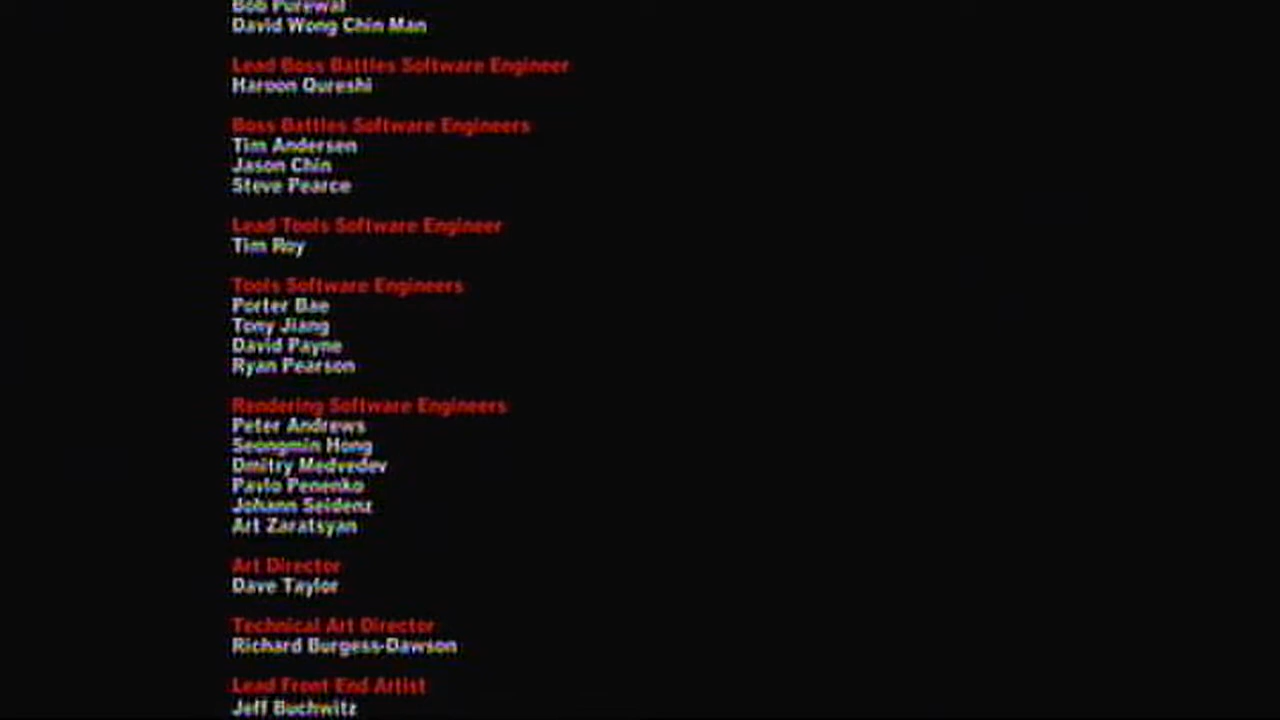 Bob Purewal
David Wong Chin Man
Lead Boss Battles Software Engineer
Haroon Qureshi
Boss Battles Software Engineers
Tim Andersen
Jason Chin
Steve Pearce
Lead Tools Software Engineer
Tim Roy
Tools Software Engineers
Porter Bae
Tony Jiang
David Payne
Ryan Pearson
Rendering Software Engineers
Peter Andrews
Seongmin Hong
Dmitry Medvedev
Pavlo Penenko
Johann Seidenz
Art Zaratsyan
Art Director
Dave Taylor
Technical Art Director
Richard Burgess-Dawson
Lead Front End Artist
Jeff Buchwitz